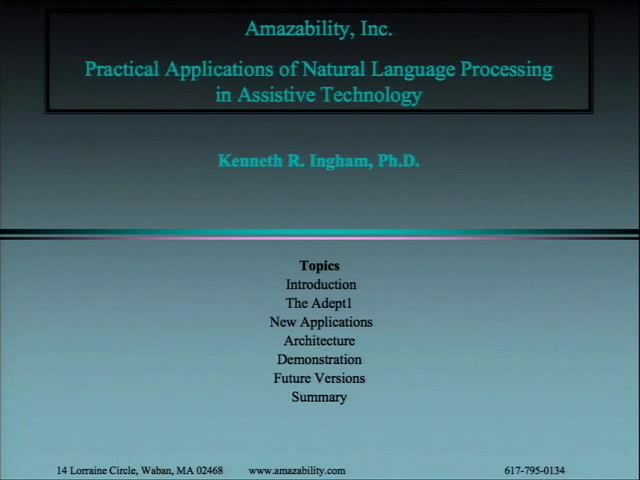 Amazability, Inc.
Practical Applications of Natural Language Processing
in Assistive Technology
Kenneth R. Ingham, Ph.D.
Topics
Introduction
The Adept1
New Applications
Architecture
Demonstration
Future Versions
Summary
14 Lorraine Circle, Waban, MA 02468 www.amazability.com 617-795-0134